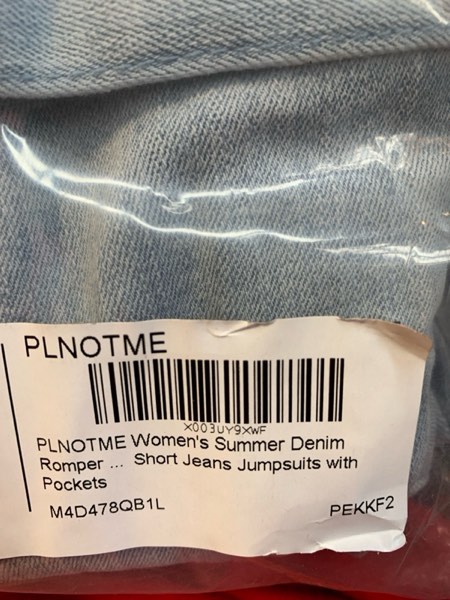 PLNOTME
X003UY9XWF
PLNOTME Women's Summer Denim
Romper ... Short Jeans Jumpsuits with
Pockets
M4D478QB1L
PEKKF2